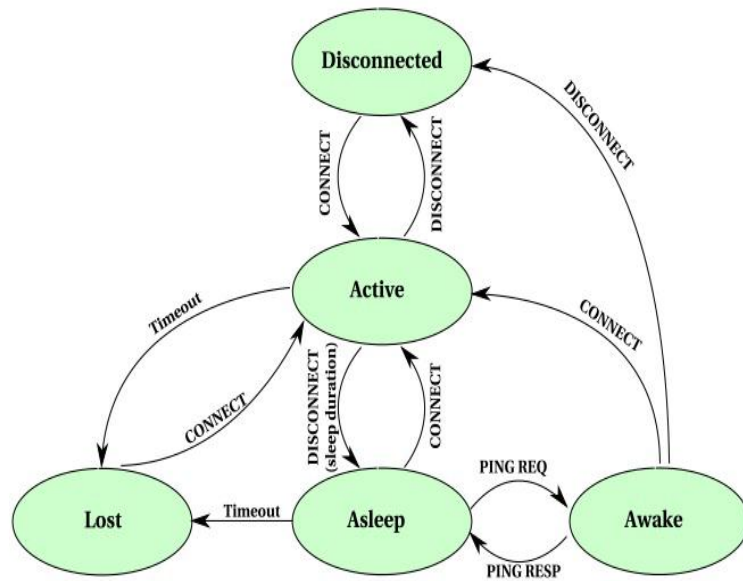 Disconnected
CONNECT
DISCONNECT
DISCONNECT
Active
Timeout
CONNECT
CONNECT
DISCONNECT
(sleep duration)
CONNECT
PING REQ
Lost
Timeout
Asleep
Awake
PING RESP